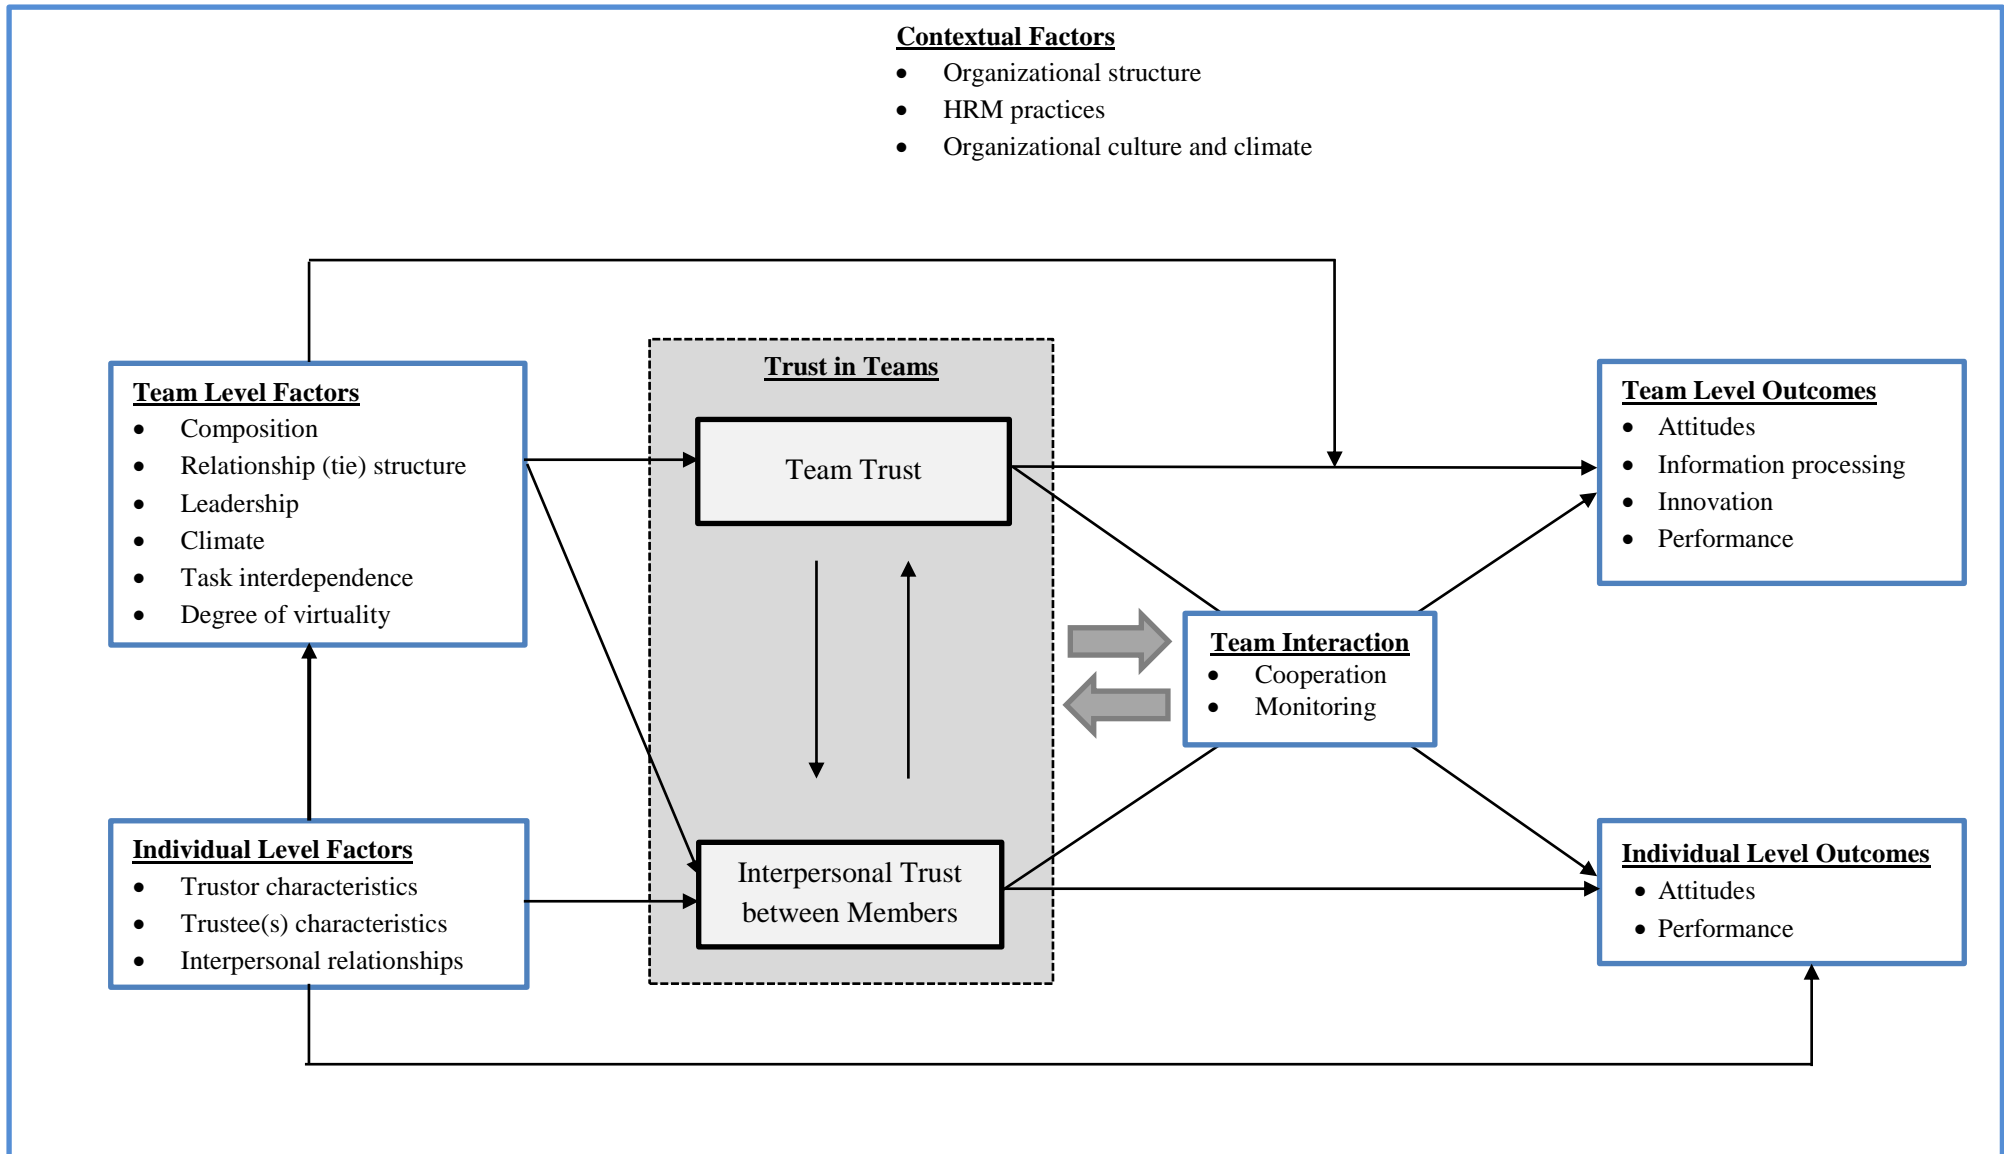 Contextual Factors
• Organizational structure
• HRM practices
• Organizational culture and climate
Trust in Teams
Team Level Factors
• Composition
• Relationship (tie) structure
• Leadership
• Climate
• Task interdependence
• Degree of virtuality
Team Trust
Team Level Outcomes
• Attitudes
• Information processing
• Innovation
• Performance
Team Interaction
• Cooperation
• Monitoring
Individual Level Factors
• Trustor characteristics
• Trustee(s) characteristics
• Interpersonal relationships
Interpersonal Trust
between Members
Individual Level Outcomes
• Attitudes
• Performance